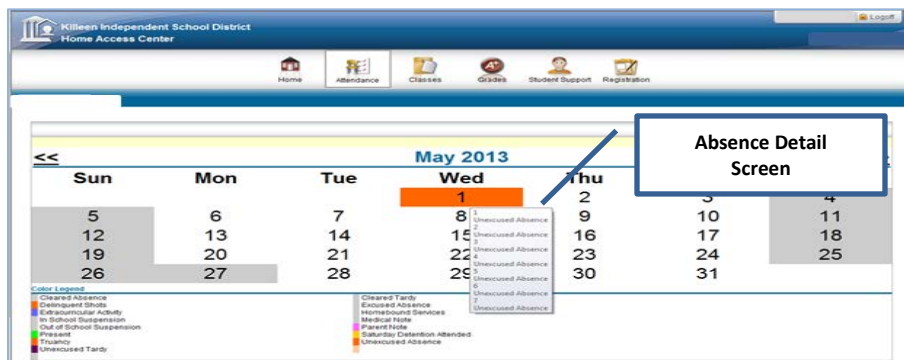 Killeen Independent School District
Home Access Center
Logoff
Home Attendance Classes Grades Student Support Registration
Absence Detail
Screen
<< May 2013
Sun Mon Tue Wed Thu
1 2 3 4
5 6 7 8 9 10 11
12 13 14 15 16 17 18
19 20 21 22 23 24 25
26 27 28 29 30 31
1
Unexcused Absence
2
Unexcused Absence
3
Unexcused Absence
4
Unexcused Absence
5
Unexcused Absence
6
Unexcused Absence
7
Unexcused Absence
Color Legend
Cleared Absence
Delinquent Shots
Extracurricular Activity
In School Suspension
Out of School Suspension
Present
Truancy
Unexcused Tardy
Cleared Tardy
Excused Absence
Homebound Services
Medical Note
Parent Note
Saturday Detention Attended
Unexcused Absence